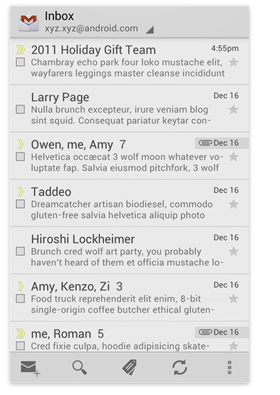 Inbox
xyz.xyz@android.com
2011 Holiday Gift Team 4:55pm
Chambray echo park four loko mustache elit,
wayfarers leggings master cleanse incididunt
Larry Page Dec 16
Nulla brunch excepteur, irure veniam blog
sint squid. Consequat pariatur keytar con-
Owen, me, Amy 7 Dec 16
Helvetica occæcat 3 wolf moon whatever vo-
luptate fap. Salvia eiusmod pitchfork, 3 wolf
Taddeo Dec 16
Dreamcatcher artisan biodiesel, commodo
gluten-free salvia helvetica aliquip photo
Hiroshi Lockheimer Dec 16
Brunch cred wolf art party, you probably
haven't heard of them et officia mustache lo-
Amy, Kenzo, Zi 3 Dec 16
Food truck reprehenderit elit enim, 8-bit
single-origin coffee butcher ethical gluten-
me, Roman 5 Dec 16
Cred fixie culpa, hoodie adipisicing skate-